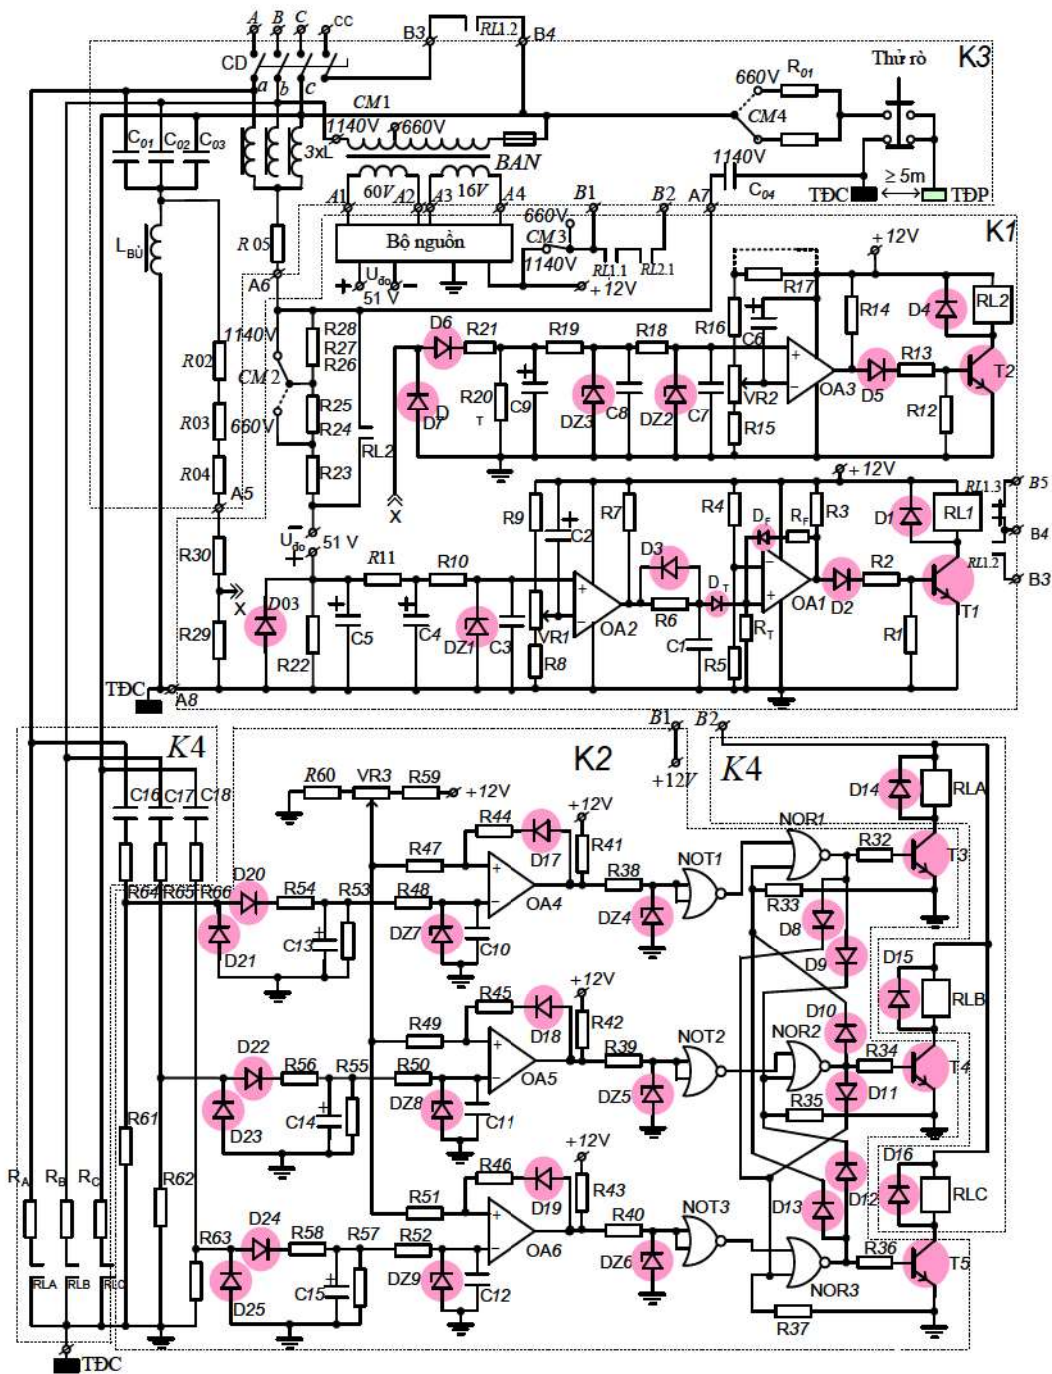 A B C CC
B3 RL1.2 B4
CD
a b c
Thử rò K3
R01
660V
CM1
CM4
1140V 660V
C01 C02 C03
3xL
BAN
1140V
≥ 5m
60V 16V
C04
TĐC TĐP
A1 A2 A3 A4 B1 B2 A7
LBÙ
R 05
Bộ nguồn
660V
CM3
1140V
K1
+12V
RL1.1 RL2.1
Uđo
51 V
+12V
A6
R17
R14
D4
RL2
1140V
R28
R27
R26
D6 R21 R19 R18 R16
C6
R02
CM2
R13
T2
R25
R24
D7
R20
T
C9
DZ3
C8
DZ2
C7
VR2
OA3
D5
R03
660V
R15
R12
RL2
R04
R23
A5
X
+12V
RL1.3
B5
R9
C2
R7
R4
DF RF
R3
D1
RL1
B4
Uđo
51 V
R30
X
R11 R10
D3
DT
R2
RL1.2
B3
D03
C5
C4
DZ1
C3
VR1
OA2
R6
OA1
D2
T1
R29
R22
R8
C1
R5
RT
R1
TĐC
A8
K4
B1 B2
K2
K4
+12V
R60 VR3 R59
+12V
C16 C17 C18
R44
D17
+12V
R41
D14
RLA
NOR1
R47
R32
T3
R64 R65 R66
D20
R54 R53 R48
OA4
R38
NOT1
R33
D21
C13
DZ7
C10
DZ4
D8
D9
R45
D18
+12V
R42
D15
RLB
D10
NOR2
R49
NOT2
R34
T4
D22
R56 R55 R50
OA5
R39
D11
R61
D23
C14
DZ8
C11
DZ5
R35
+12V
RA RB RC
R62
R46
D19
R43
D12
D16
RLC
R51
D13
R63
D24
R58 R57 R52
OA6
R40
NOT3
R36
T5
RLA RLB RLC
D25
C15
DZ9
C12
DZ6
NOR3
R37
TĐC